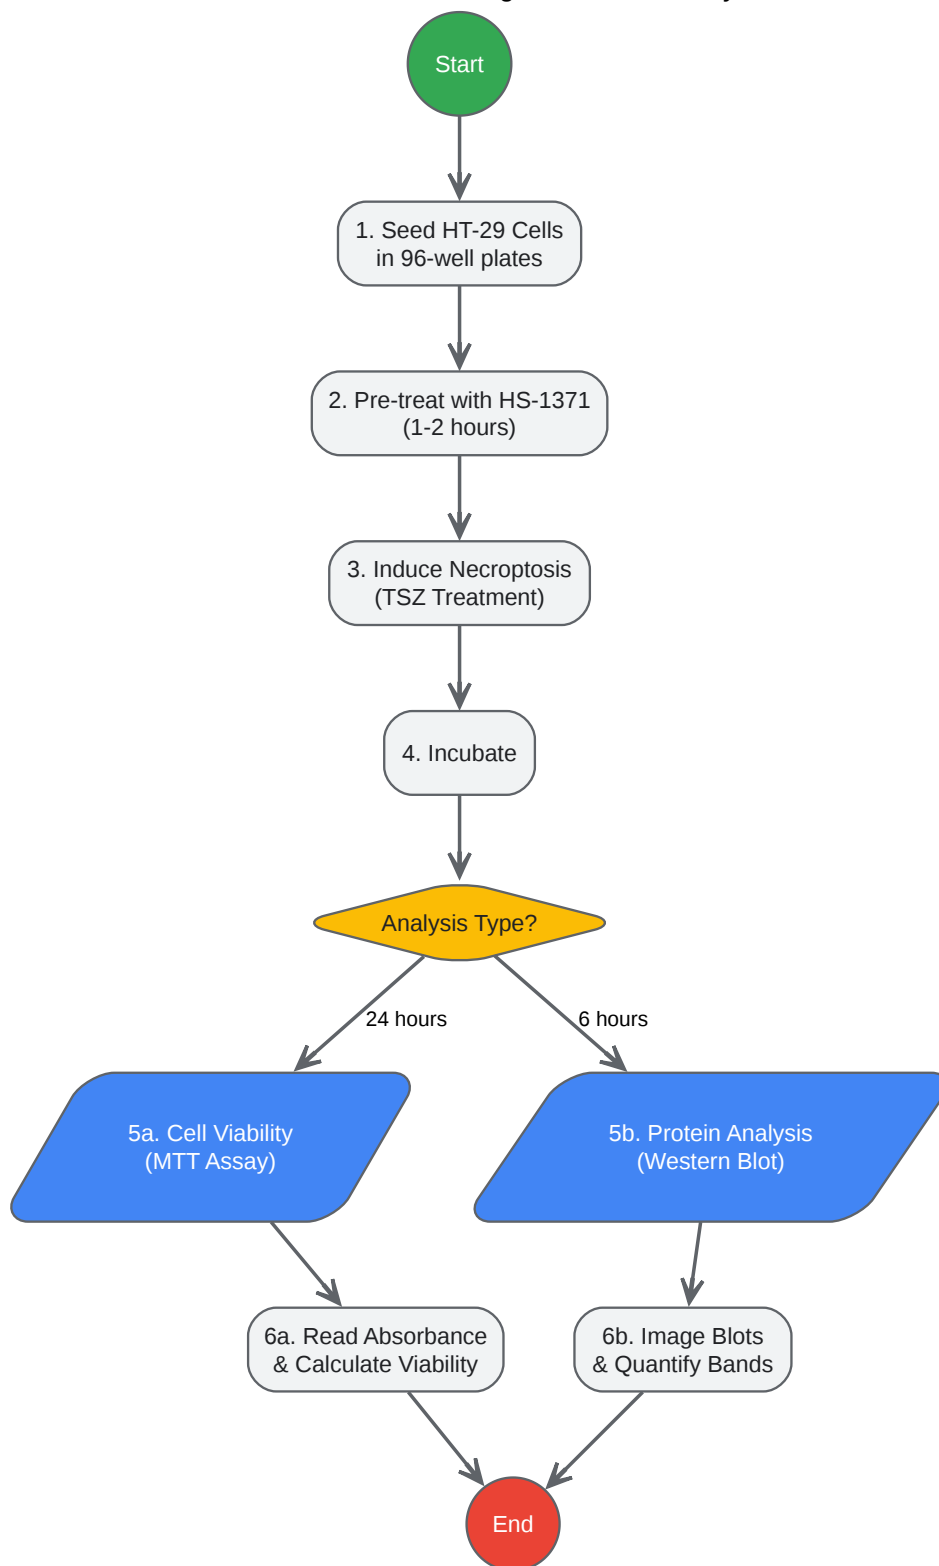 Start
1. Seed HT-29 Cells
in 96-well plates
2. Pre-treat with HS-1371
(1-2 hours)
3. Induce Necroptosis
(TSZ Treatment)
4. Incubate
Analysis Type?
24 hours
6 hours
5a. Cell Viability
(MTT Assay)
5b. Protein Analysis
(Western Blot)
6a. Read Absorbance
& Calculate Viability
6b. Image Blots
& Quantify Bands
End